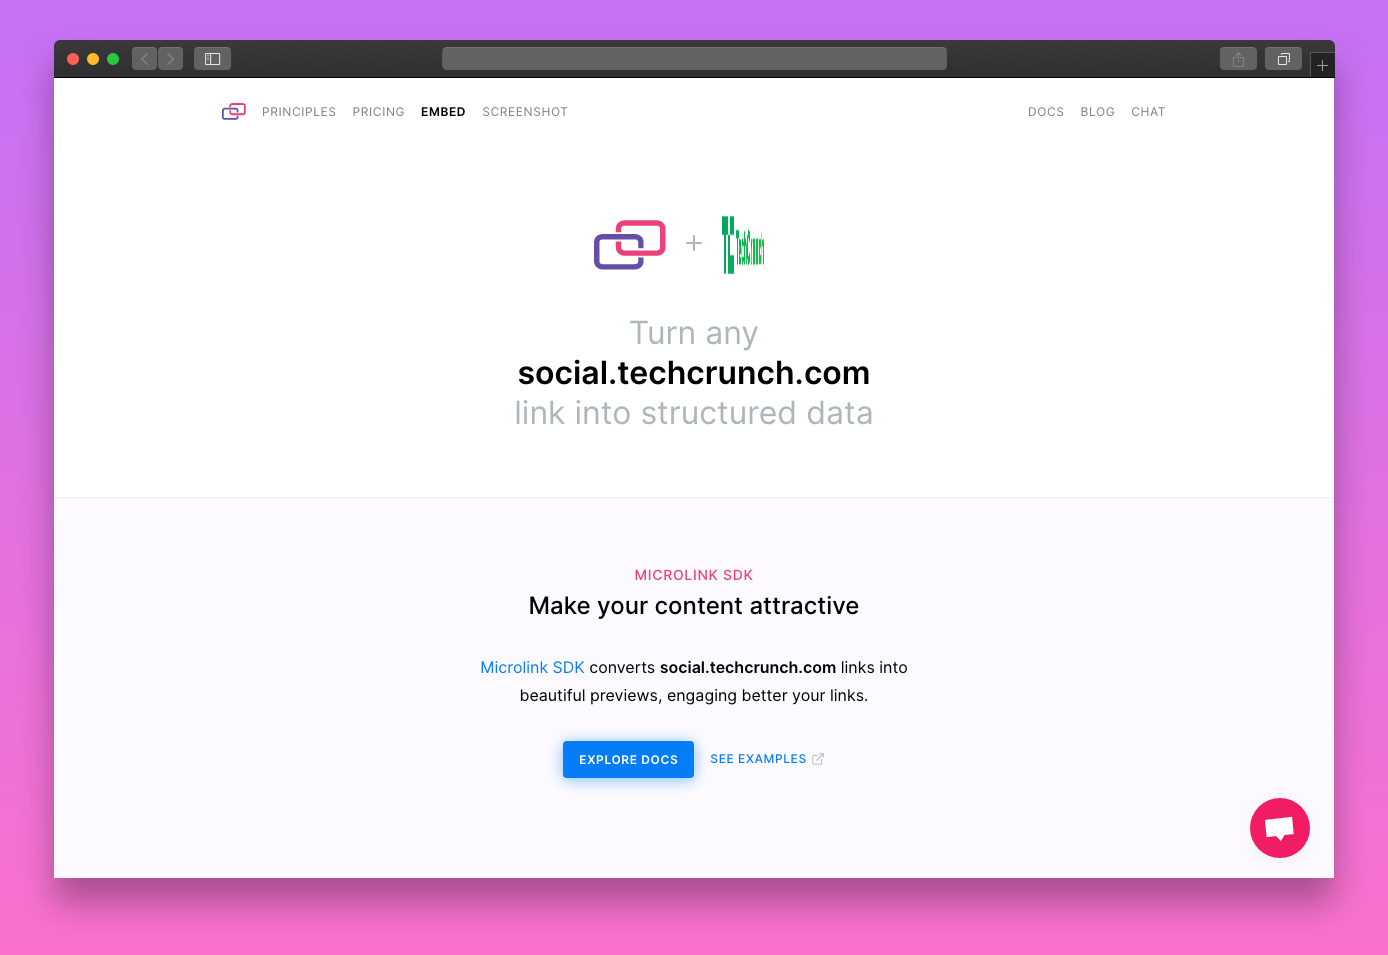 PRINCIPLES PRICING EMBED SCREENSHOT DOCS BLOG CHAT
+ TechCrunch
Turn any
social.techcrunch.com
link into structured data
MICROLINK SDK
Make your content attractive
Microlink SDK converts social.techcrunch.com links into
beautiful previews, engaging better your links.
EXPLORE DOCS SEE EXAMPLES